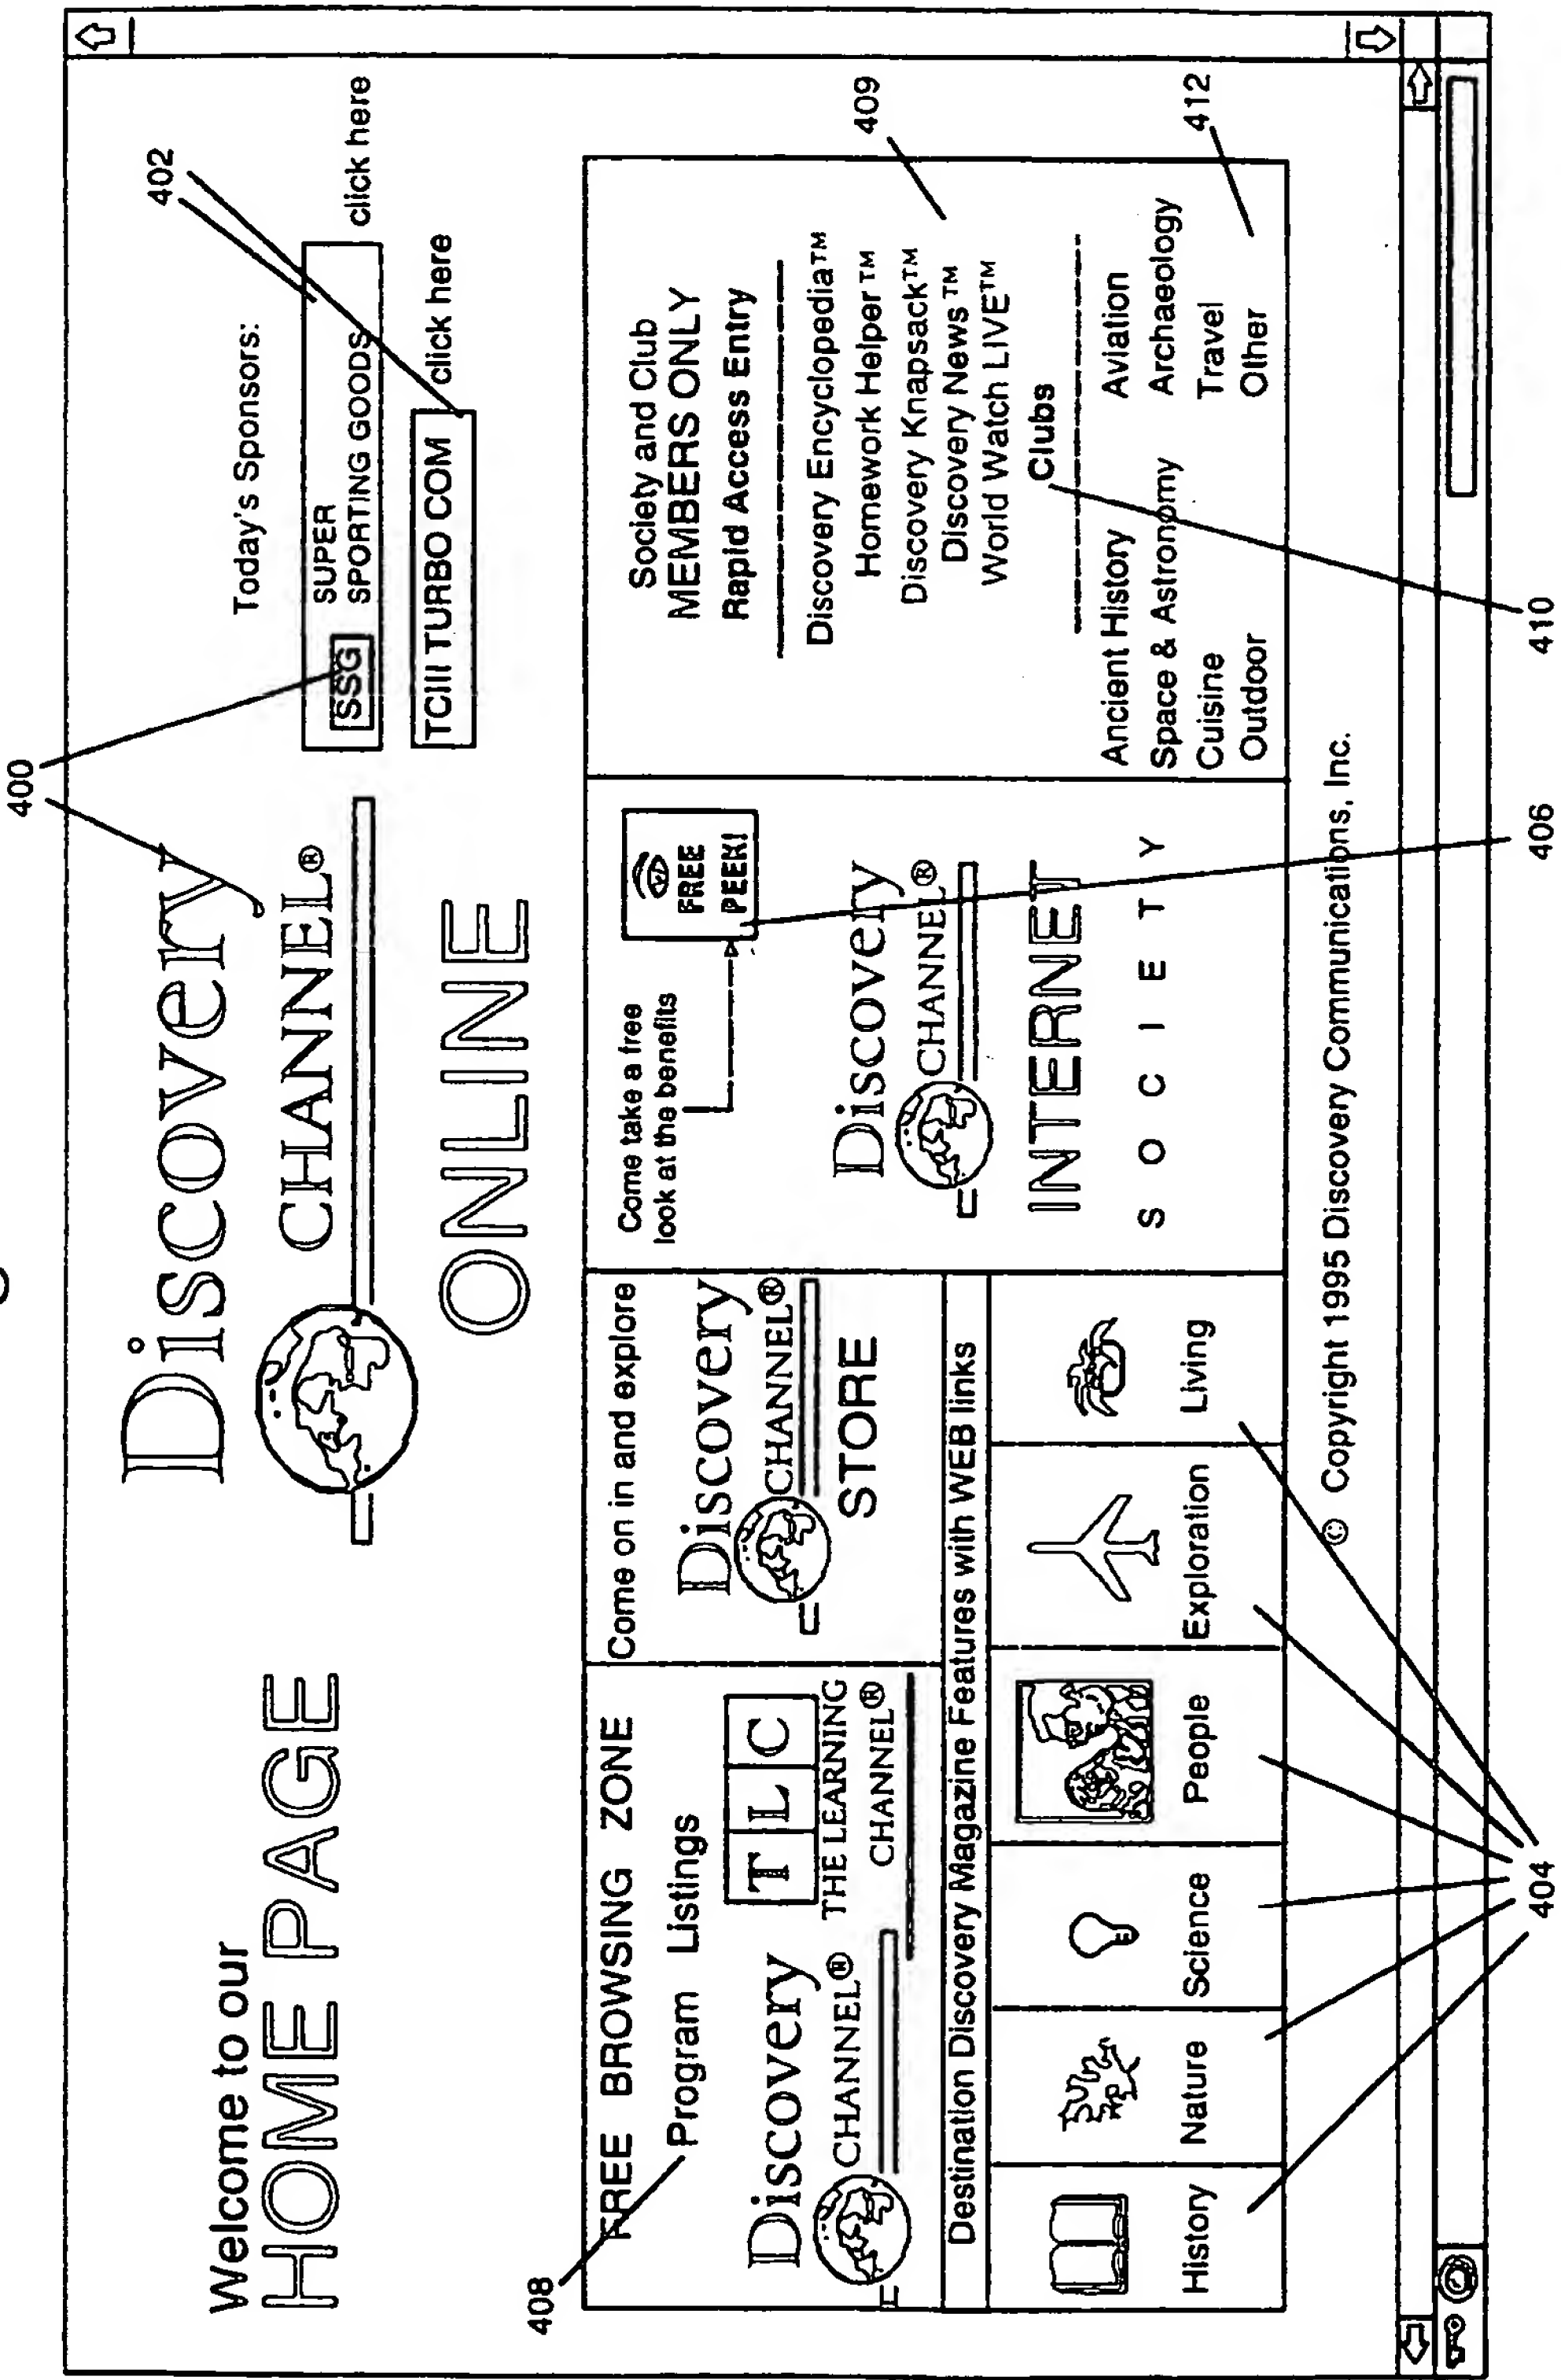 400
Welcome to our
HOME PAGE
Discovery
CHANNEL®
ONLINE
Today's Sponsors:
402
SSG
SUPER
SPORTING GOODS
click here
TCIII TURBO COM
click here
408
FREE BROWSING ZONE
Program Listings
Discovery
CHANNEL®
T L C
THE LEARNING
CHANNEL®
Come on in and explore
Discovery
CHANNEL®
STORE
Destination Discovery Magazine Features with WEB links
History
Nature
Science
People
Exploration
Living
404
Come take a free
look at the benefits
FREE
PEEK!
Discovery
CHANNEL®
INTERNET
S O C I E T Y
406
Society and Club
MEMBERS ONLY
Rapid Access Entry
Discovery Encyclopedia™
Homework Helper™
Discovery Knapsack™
Discovery News™
World Watch LIVE™
409
Clubs
410
Ancient History Aviation
Space & Astronomy Archaeology
Cuisine Travel
Outdoor Other
412
© Copyright 1995 Discovery Communications, Inc.